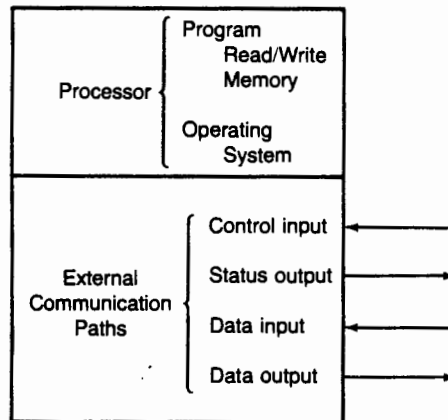 Processor
Program
Read/Write
Memory
Operating
System
External
Communication
Paths
Control input
Status output
Data input
Data output